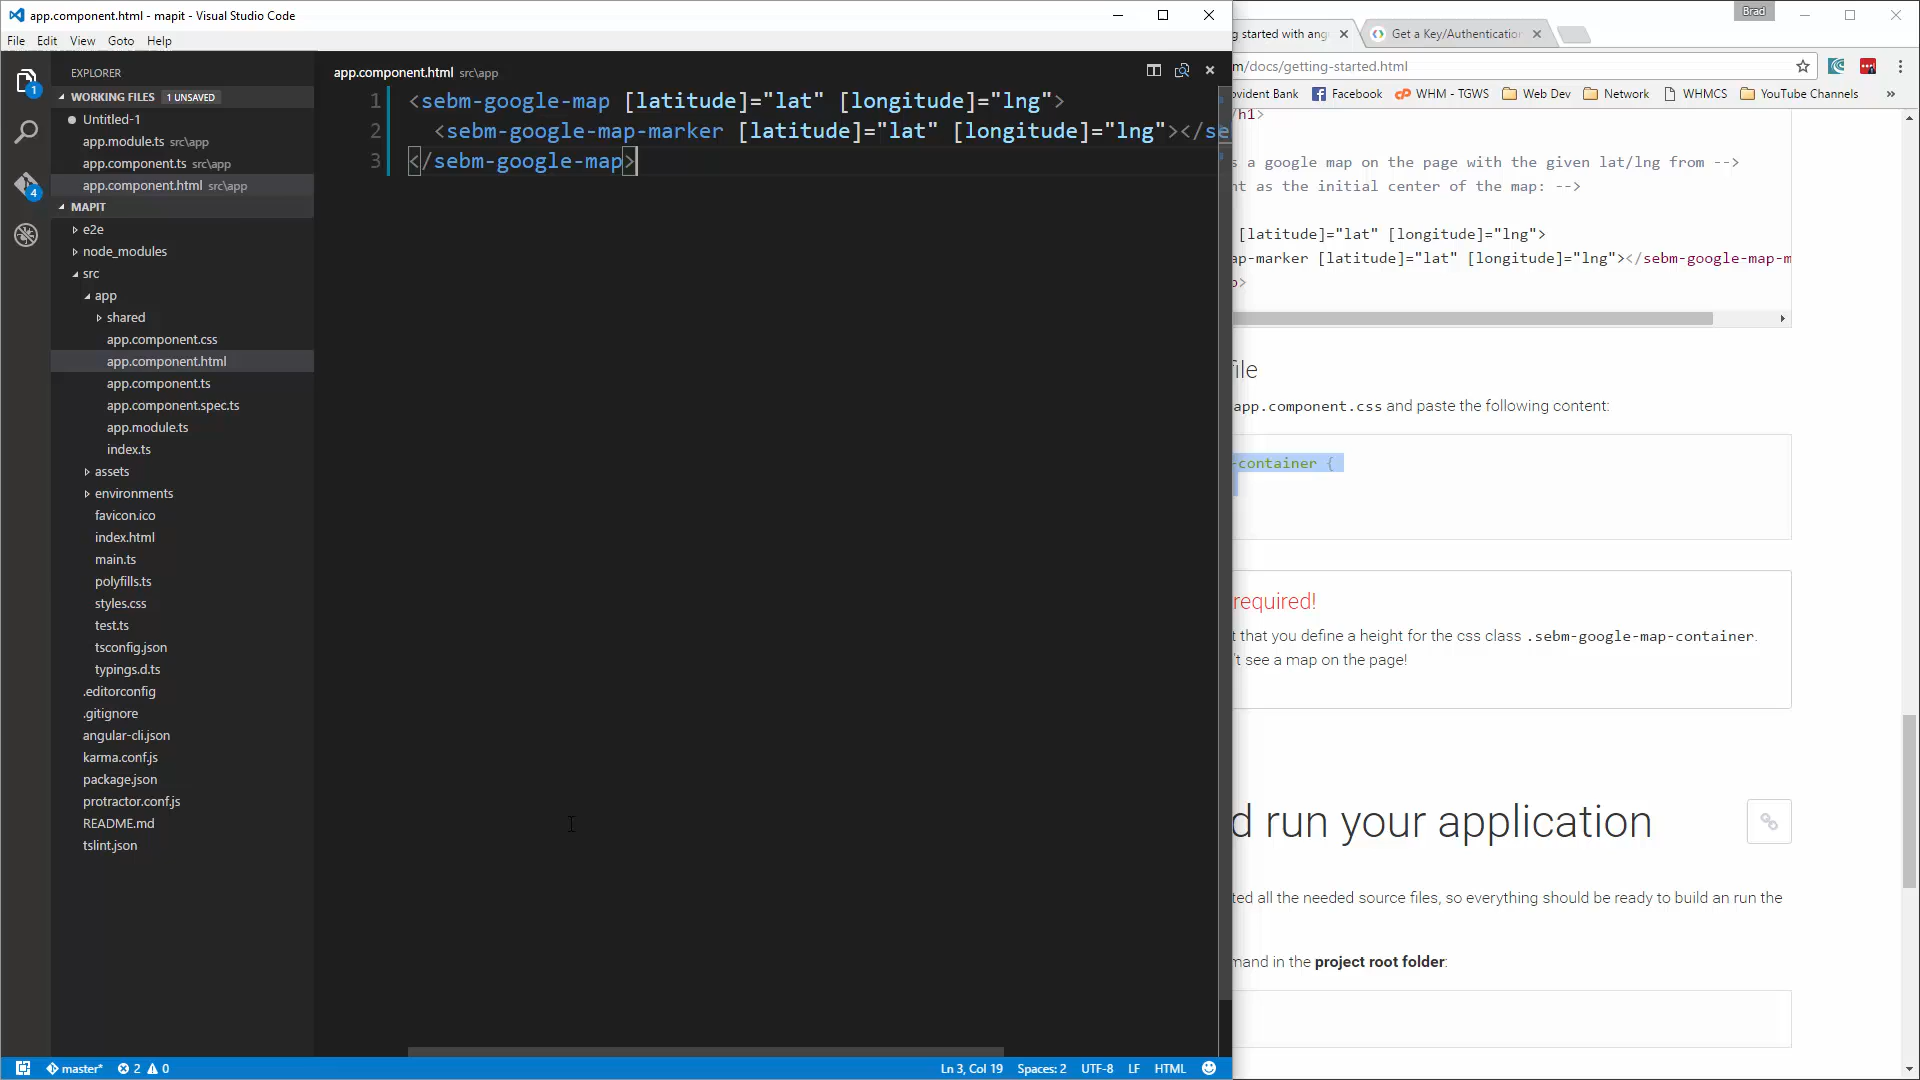 app.component.html - mapit - Visual Studio Code
File Edit View Goto Help
EXPLORER
WORKING FILES 1 UNSAVED
Untitled-1
app.module.ts src\app
app.component.ts src\app
app.component.html src\app
MAPIT
e2e
node_modules
src
app
shared
app.component.css
app.component.html
app.component.ts
app.component.spec.ts
app.module.ts
index.ts
assets
environments
favicon.ico
index.html
main.ts
polyfills.ts
styles.css
test.ts
tsconfig.json
typings.d.ts
.editorconfig
.gitignore
angular-cli.json
karma.conf.js
package.json
protractor.conf.js
README.md
tslint.json
1
4
app.component.html src\app
1 <sebm-google-map [latitude]="lat" [longitude]="lng">
2 <sebm-google-map-marker [latitude]="lat" [longitude]="lng"></se
3 </sebm-google-map>
master* 2 0
Ln 3, Col 19 Spaces: 2 UTF-8 LF HTML
Brad
g started with ang
Get a Key/Authentication
m/docs/getting-started.html
ovident Bank Facebook WHM - TGWS Web Dev Network WHMCS YouTube Channels »
/h1>
s a google map on the page with the given lat/lng from -->
nt as the initial center of the map: -->
[latitude]="lat" [longitude]="lng">
ap-marker [latitude]="lat" [longitude]="lng"></sebm-google-map-m
p>
file
app.component.css and paste the following content:
-container {
required!
t that you define a height for the css class .sebm-google-map-container.
't see a map on the page!
d run your application
ted all the needed source files, so everything should be ready to build an run the
mand in the project root folder: